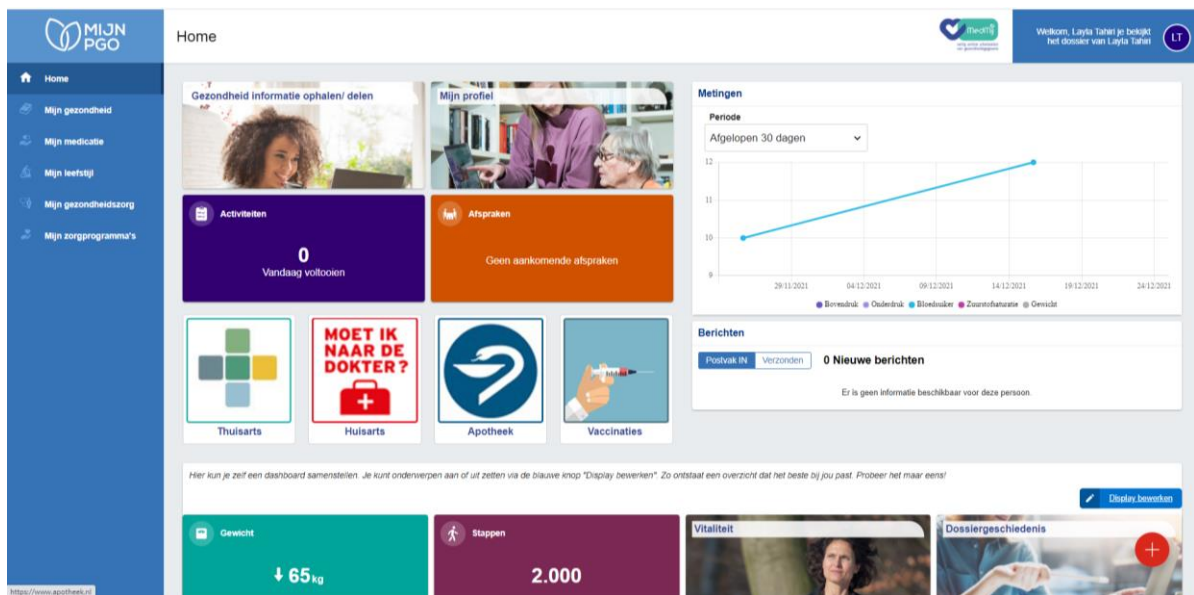 MIJN
PGO
Home
Medmij
Welkom, Layla Tahiri je bekijkt
het dossier van Layla Tahiri
LT
Home
Mijn gezondheid
Mijn medicatie
Mijn leefstijl
Mijn gezondheidszorg
Mijn zorgprogramma's
Gezondheid informatie ophalen/ delen
Mijn profiel
Activiteiten
0
Vandaag voltooien
Afspraken
Geen aankomende afspraken
MOET IK
NAAR DE
DOKTER?
Thuisarts
Huisarts
Apotheek
Vaccinaties
Metingen
Periode
Afgelopen 30 dagen
12
11
10
9
29/11/2021 04/12/2021 09/12/2021 14/12/2021 19/12/2021 24/12/2021
Bovendruk Onderdruk Bloedsuiker Zuurstofsaturatie Gewicht
Berichten
Postvak IN Verzonden 0 Nieuwe berichten
Er is geen informatie beschikbaar voor deze persoon.
Hier kun je zelf een dashboard samenstellen. Je kunt onderwerpen aan of uit zetten via de blauwe knop "Display bewerken". Zo ontstaat een overzicht dat het beste bij jou past. Probeer het maar eens!
Display bewerken
Gewicht
65 kg
Stappen
2.000
Vitaliteit
Dossiergeschiedenis
https://www.apotheek.nl